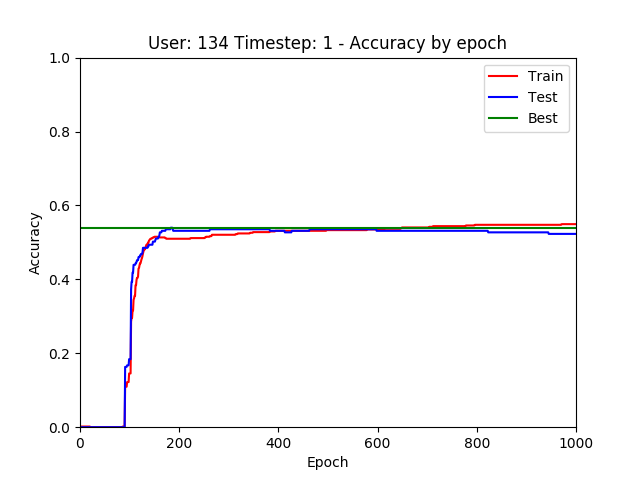 User: 134 Timestep: 1 - Accuracy by epoch
1.0
0.8
0.6
0.4
0.2
0.0
Accuracy
Train
Test
Best
0 200 400 600 800 1000
Epoch